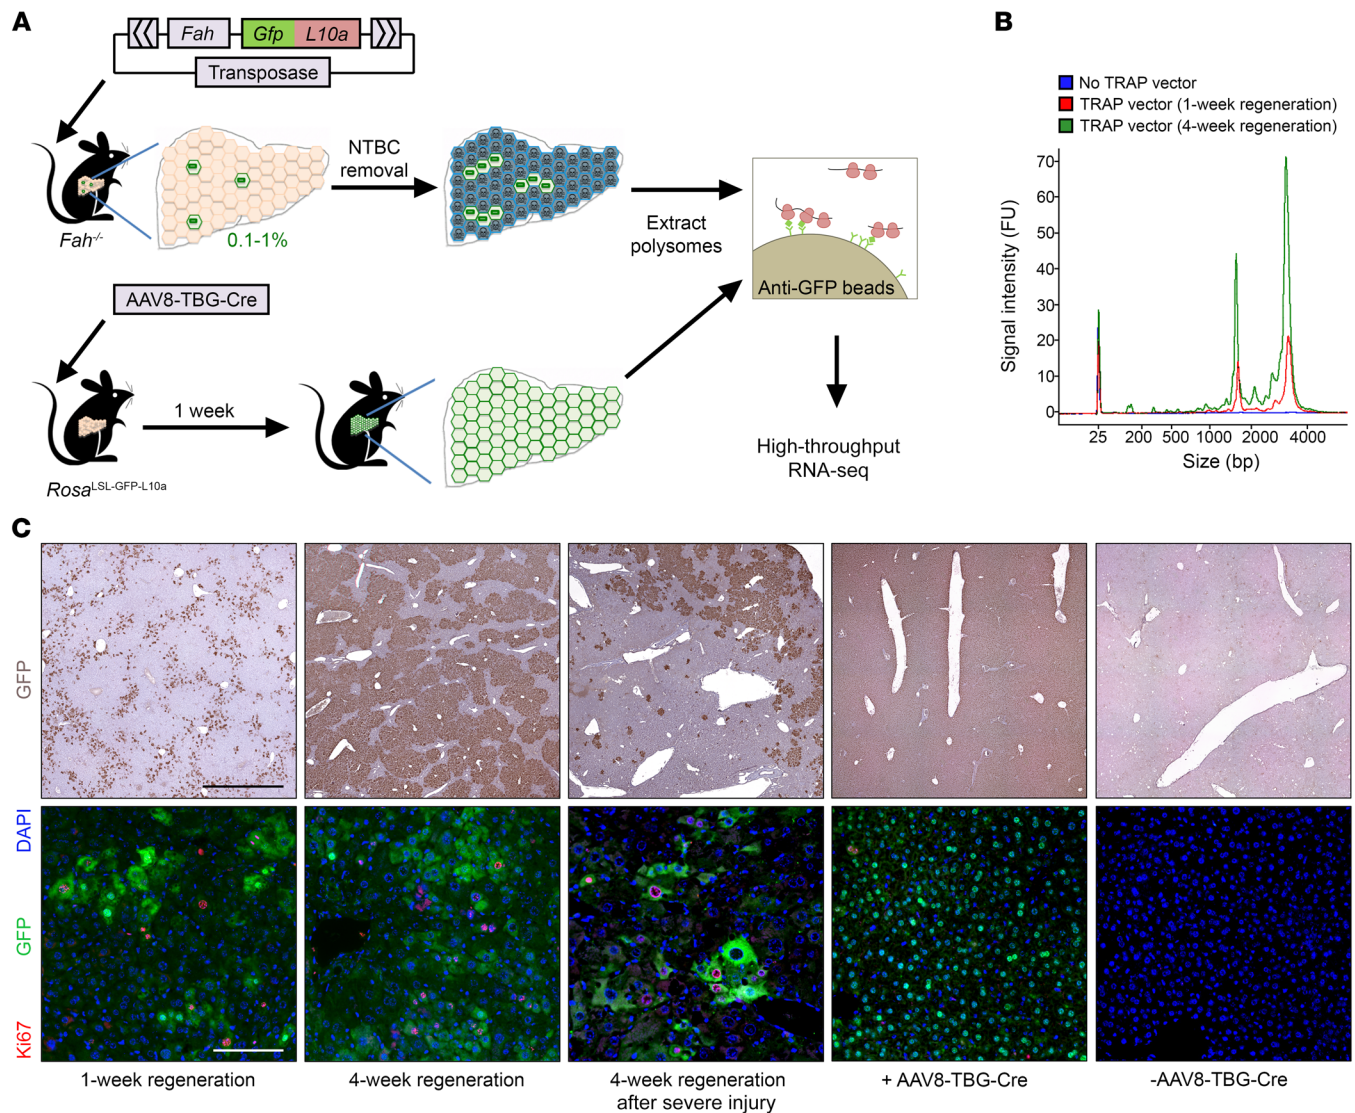 A
Fah Gfp L10a
Transposase
Fah-/-
0.1-1%
NTBC
removal
Extract
polysomes
Anti-GFP beads
AAV8-TBG-Cre
RosaLSL-GFP-L10a
1 week
High-throughput
RNA-seq
B
No TRAP vector
TRAP vector (1-week regeneration)
TRAP vector (4-week regeneration)
Signal intensity (FU)
70
60
50
40
30
20
10
0
25 200 500 1000 2000 4000
Size (bp)
C
GFP
Ki67 GFP DAPI
1-week regeneration
4-week regeneration
4-week regeneration
after severe injury
+ AAV8-TBG-Cre
-AAV8-TBG-Cre